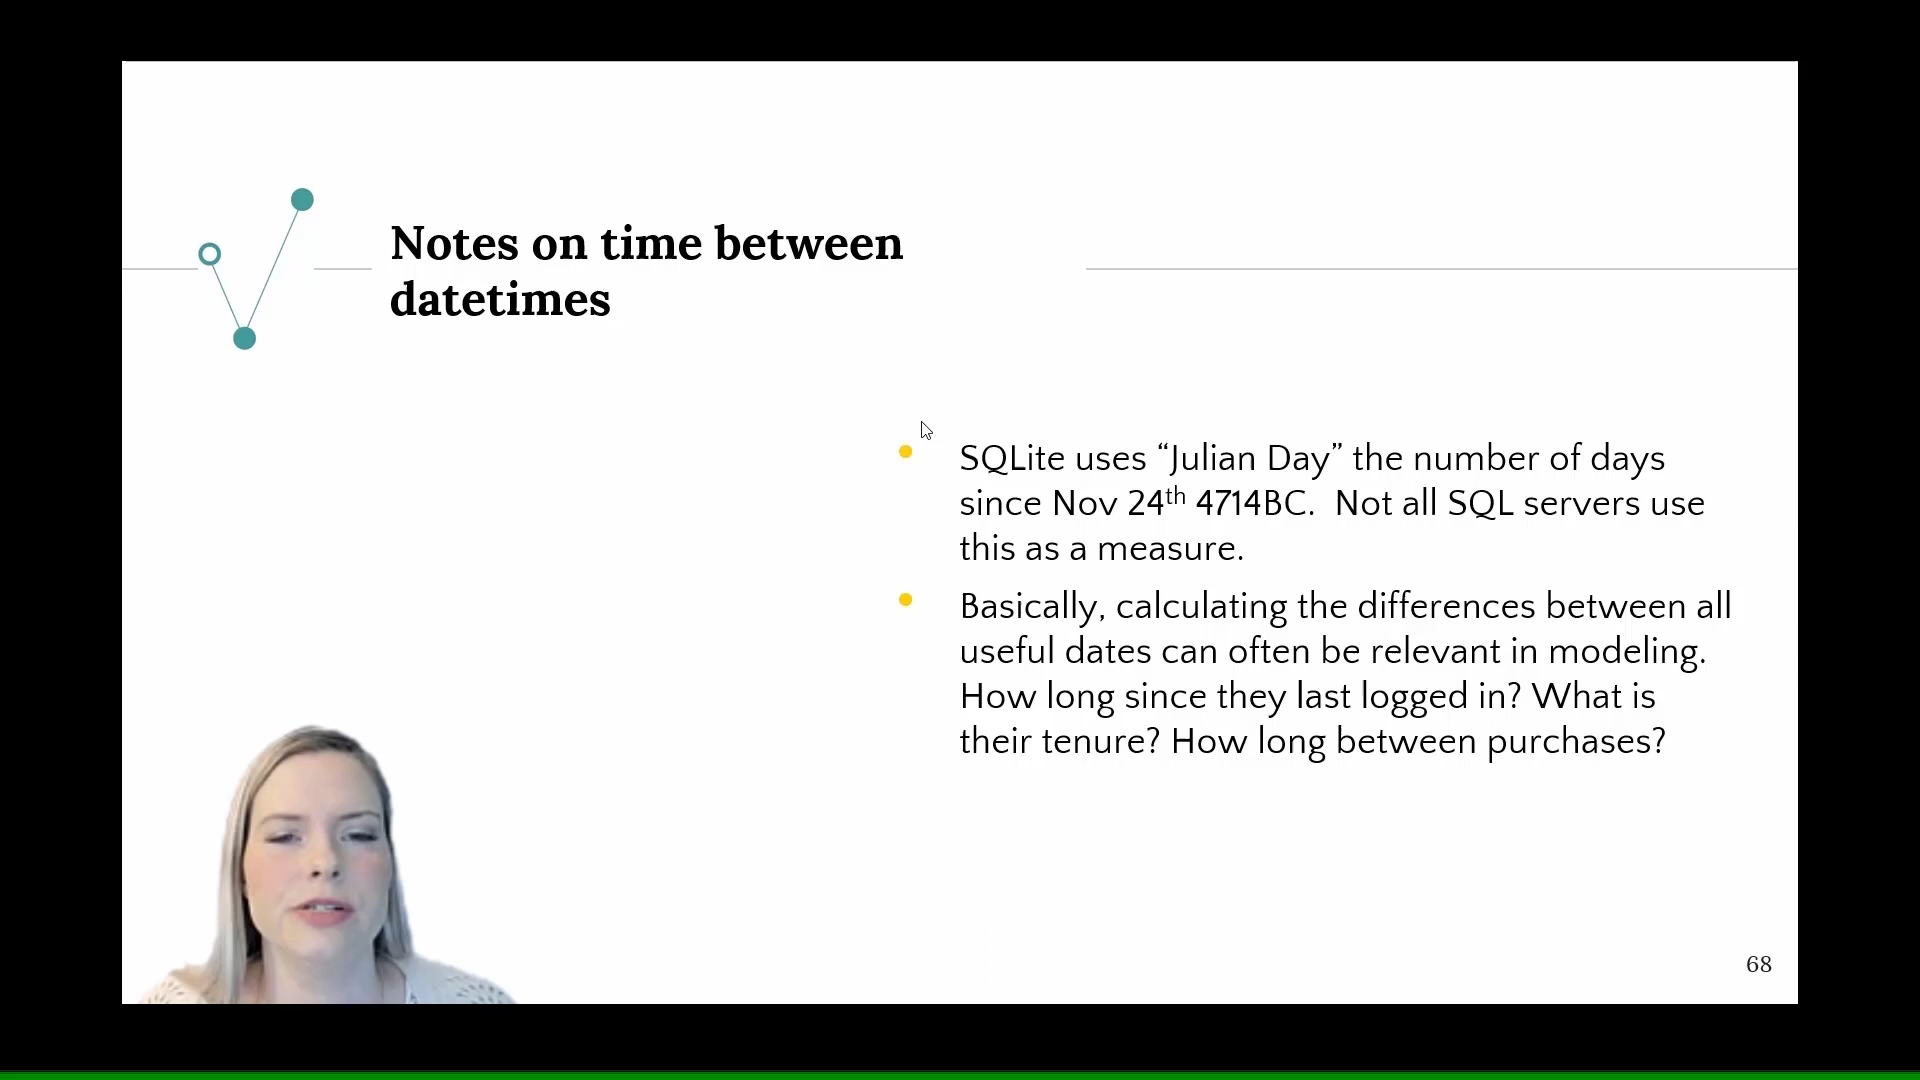 Notes on time between
datetimes
SQLite uses “Julian Day” the number of days
since Nov 24th 4714BC.  Not all SQL servers use
this as a measure.
Basically, calculating the differences between all
useful dates can often be relevant in modeling.
How long since they last logged in? What is
their tenure? How long between purchases?
68